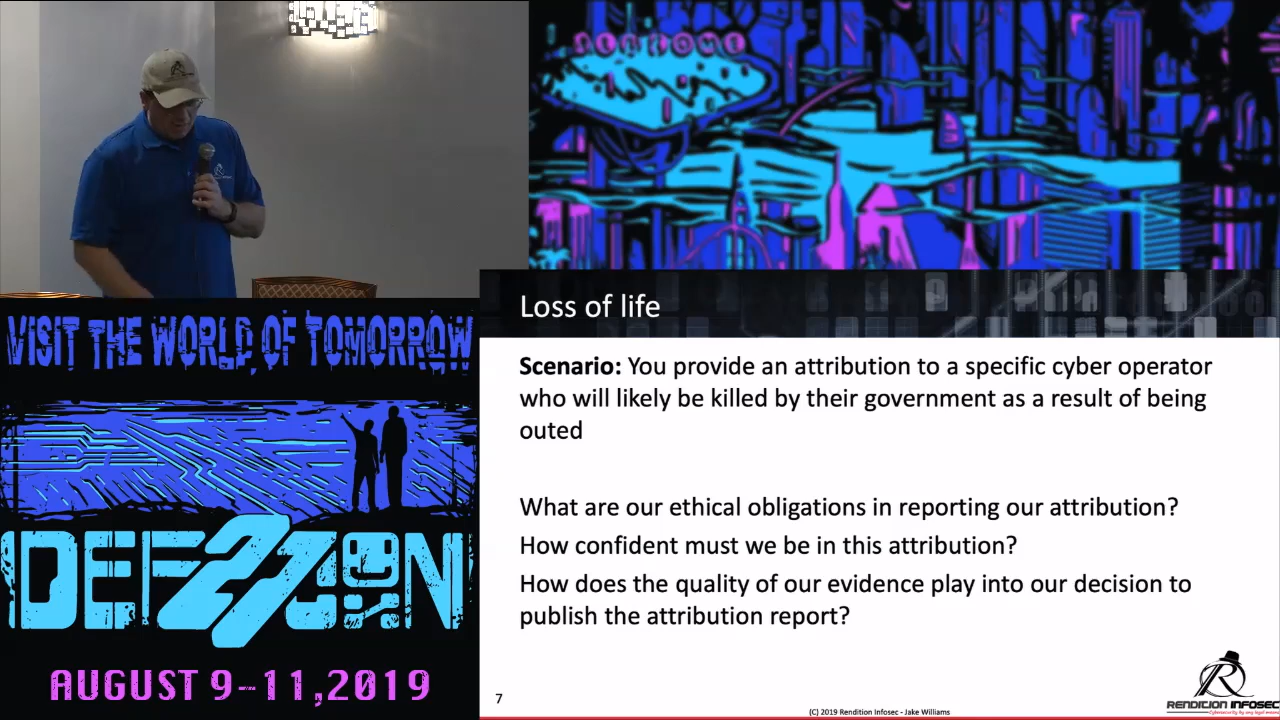 WELCOME
VISIT THE WORLD OF TOMORROW
DEFCON
27
AUGUST 9-11,2019
Loss of life
Scenario: You provide an attribution to a specific cyber operator
who will likely be killed by their government as a result of being
outed
What are our ethical obligations in reporting our attribution?
How confident must we be in this attribution?
How does the quality of our evidence play into our decision to
publish the attribution report?
7
(C) 2019 Rendition Infosec - Jake Williams
RENDITION INFOSEC